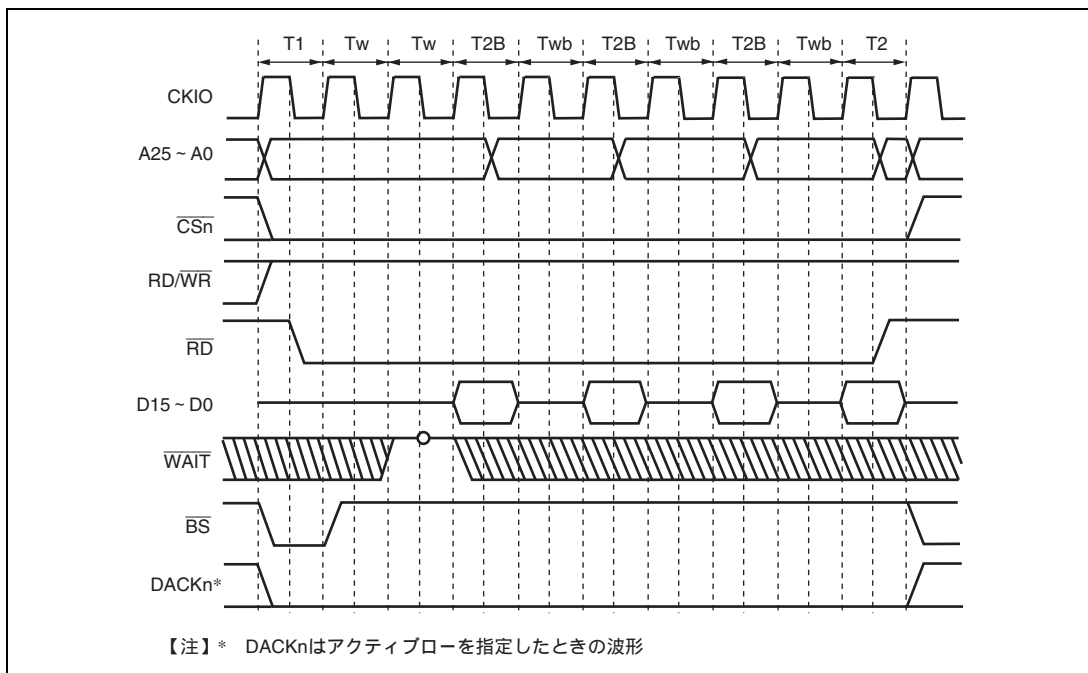 T1 Tw Tw T2B Twb T2B Twb T2B Twb T2
CKIO
A25 ~ A0
CSn
RD/WR
RD
D15 ~ D0
WAIT
BS
DACKn*
【注】* DACKnはアクティブローを指定したときの波形